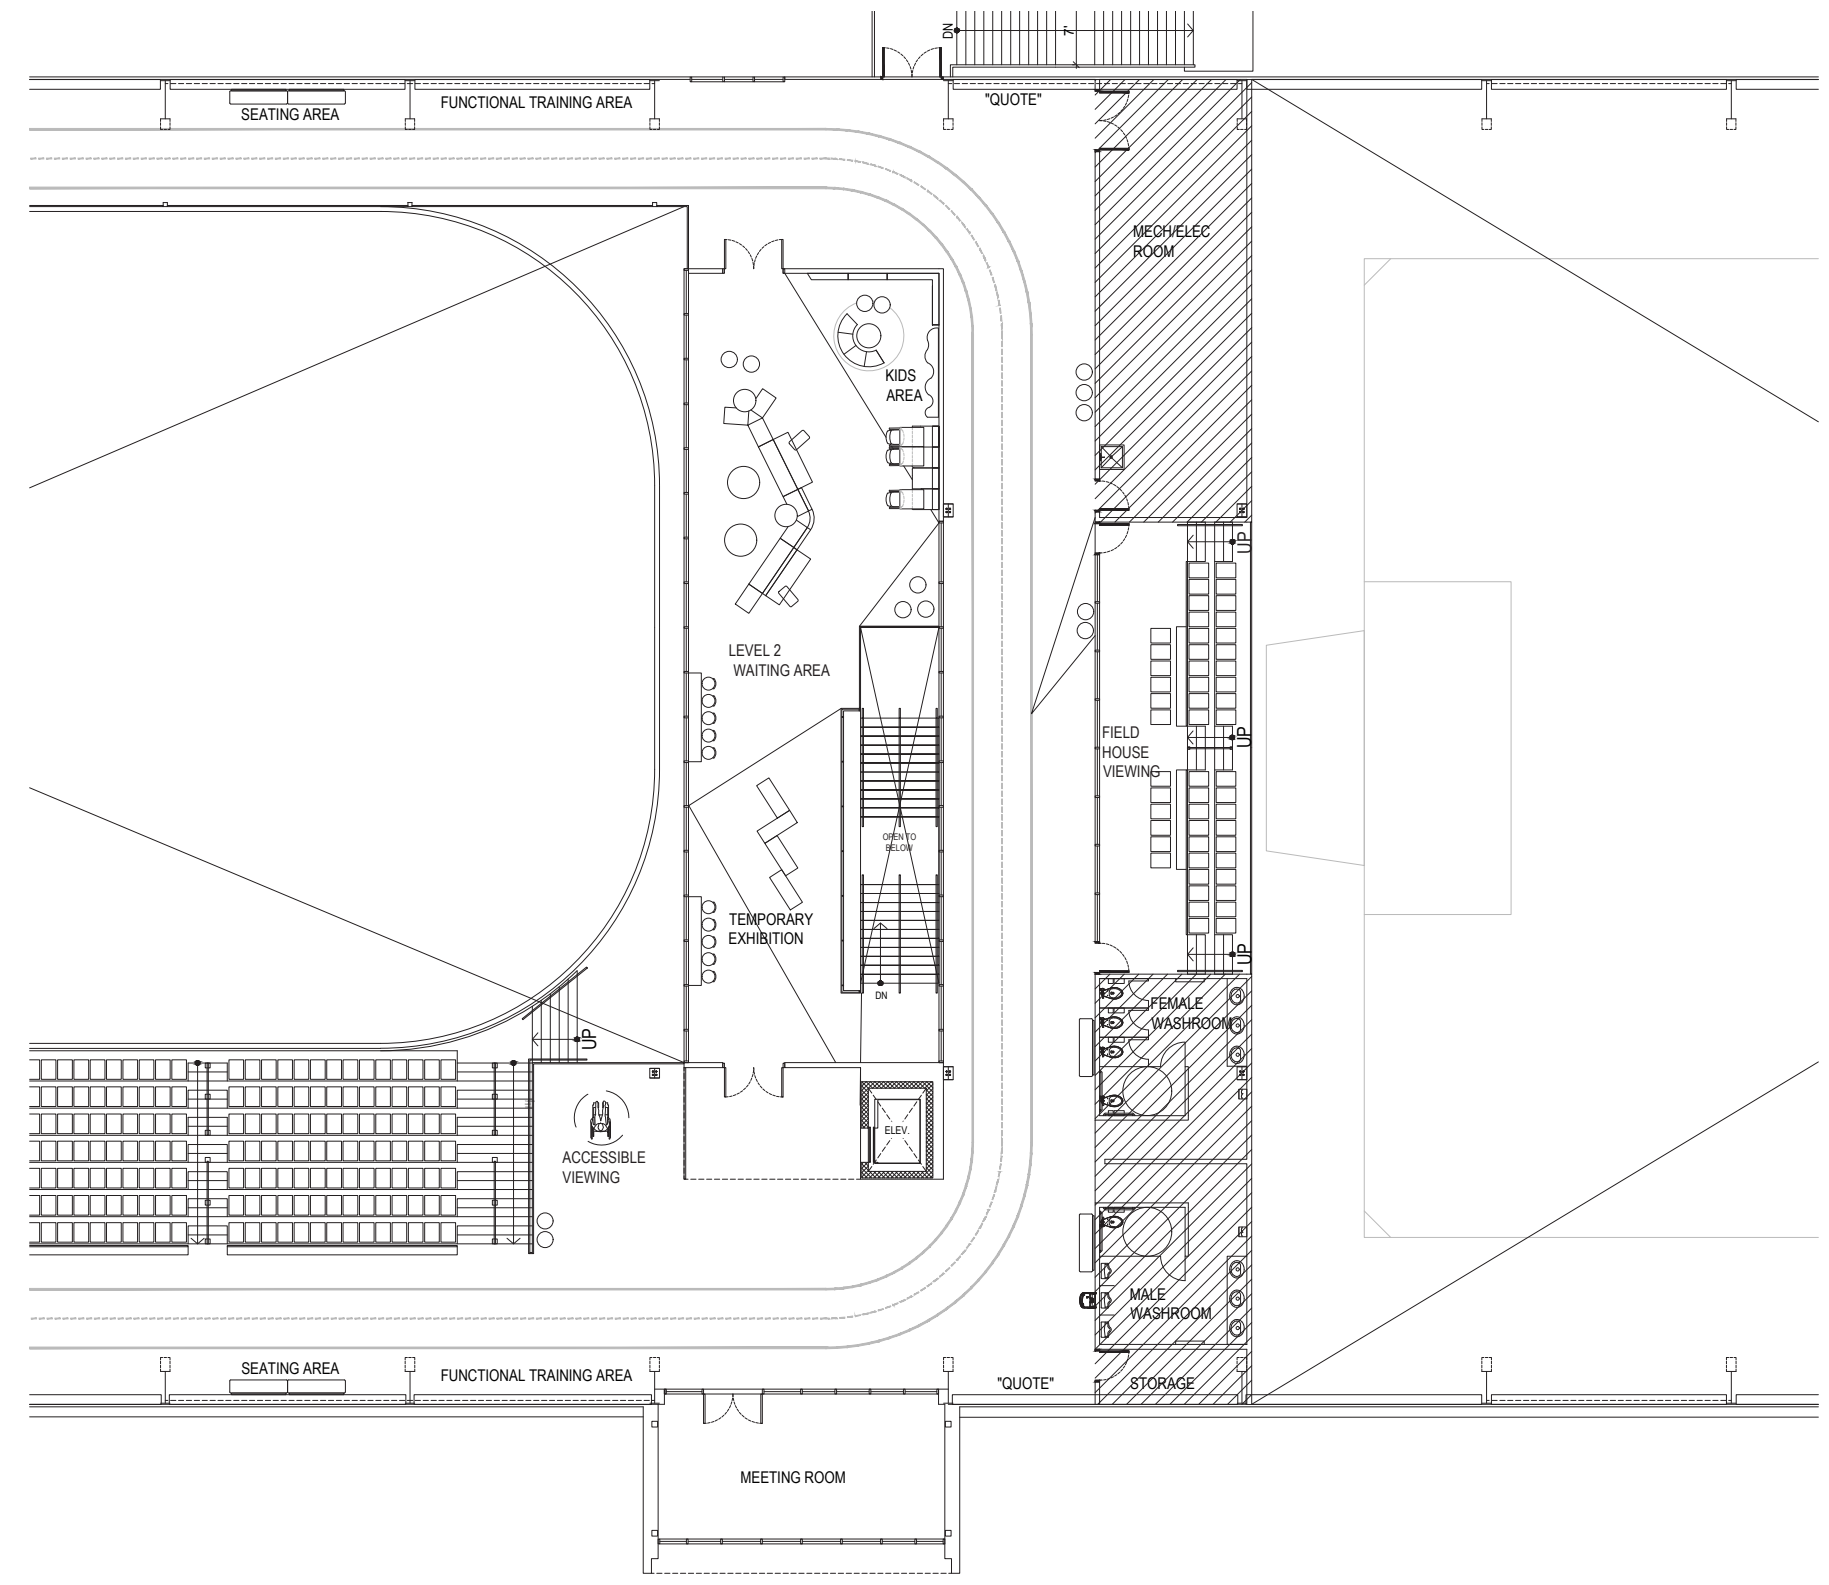 DN
7'
SEATING AREA
FUNCTIONAL TRAINING AREA
"QUOTE"
MECH/ELEC
ROOM
KIDS
AREA
UP
LEVEL 2
WAITING AREA
FIELD
HOUSE
VIEWING
UP
OPEN TO
BELOW
TEMPORARY
EXHIBITION
UP
DN
FEMALE
WASHROOM
UP
ELEV.
ACCESSIBLE
VIEWING
MALE
WASHROOM
SEATING AREA
FUNCTIONAL TRAINING AREA
"QUOTE"
STORAGE
MEETING ROOM